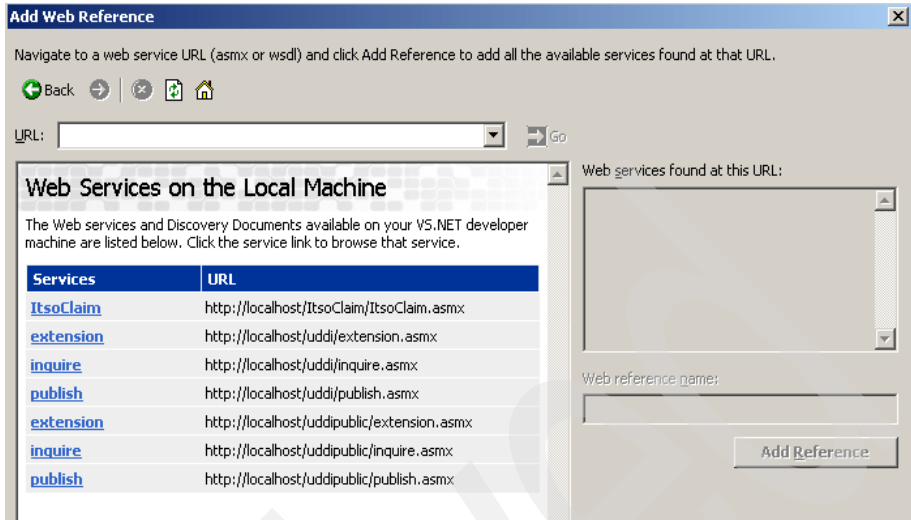 Add Web Reference
Navigate to a web service URL (asmx or wsdl) and click Add Reference to add all the available services found at that URL.
Back
URL:
Go
Web Services on the Local Machine
The Web services and Discovery Documents available on your VS.NET developer
machine are listed below. Click the service link to browse that service.
Services URL
ItsoClaim http://localhost/ItsoClaim/ItsoClaim.asmx
extension http://localhost/uddi/extension.asmx
inquire http://localhost/uddi/inquire.asmx
publish http://localhost/uddi/publish.asmx
extension http://localhost/uddipublic/extension.asmx
inquire http://localhost/uddipublic/inquire.asmx
publish http://localhost/uddipublic/publish.asmx
Web services found at this URL:
Web reference name:
Add Reference